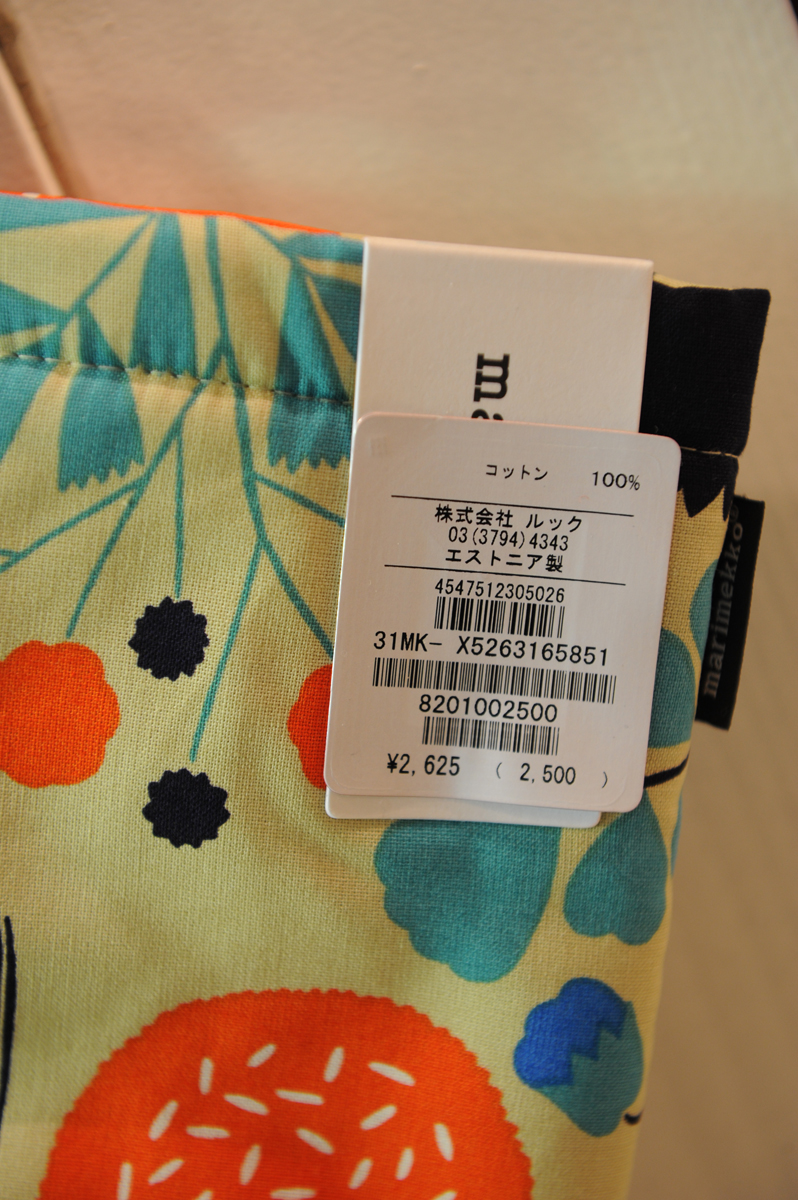 ma
コットン 100%
株式会社 ルック
03(3794)4343
エストニア製
4547512305026
31MK- X5263165851
8201002500
¥2,625 ( 2,500 )
marimekko®